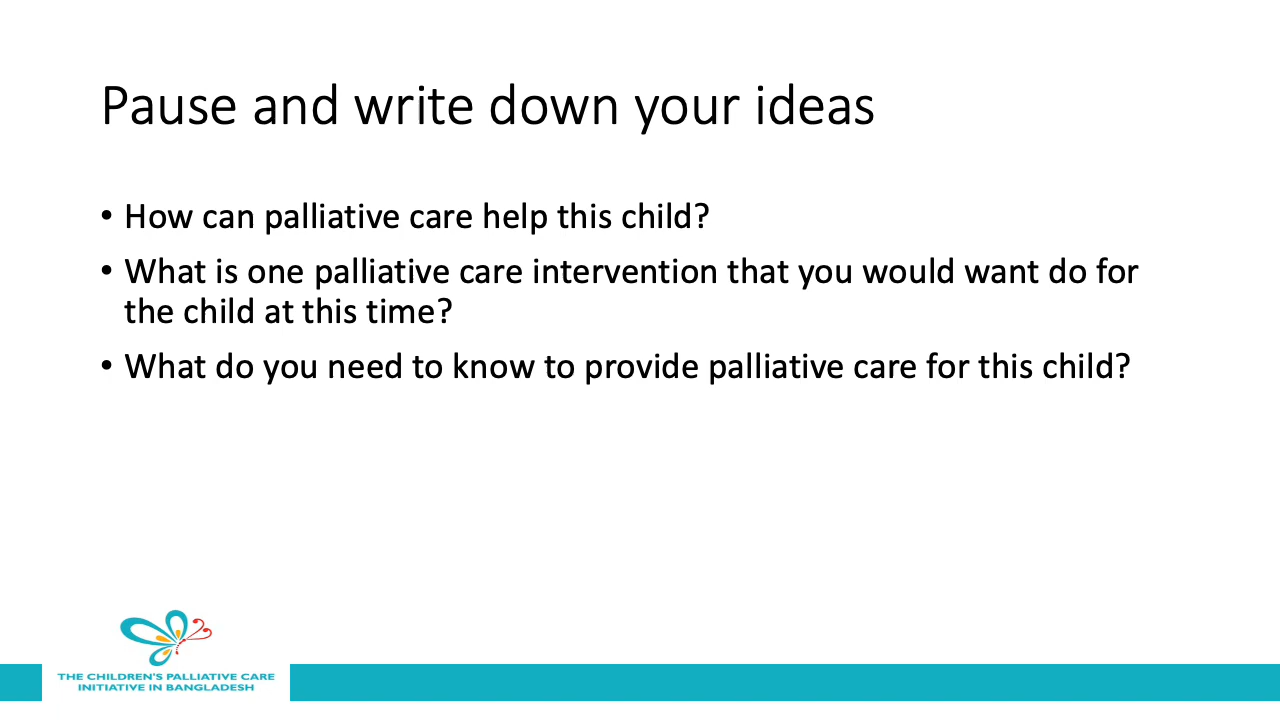 Pause and write down your ideas
• How can palliative care help this child?
• What is one palliative care intervention that you would want do for
the child at this time?
• What do you need to know to provide palliative care for this child?
THE CHILDREN'S PALLIATIVE CARE
INITIATIVE IN BANGLADESH